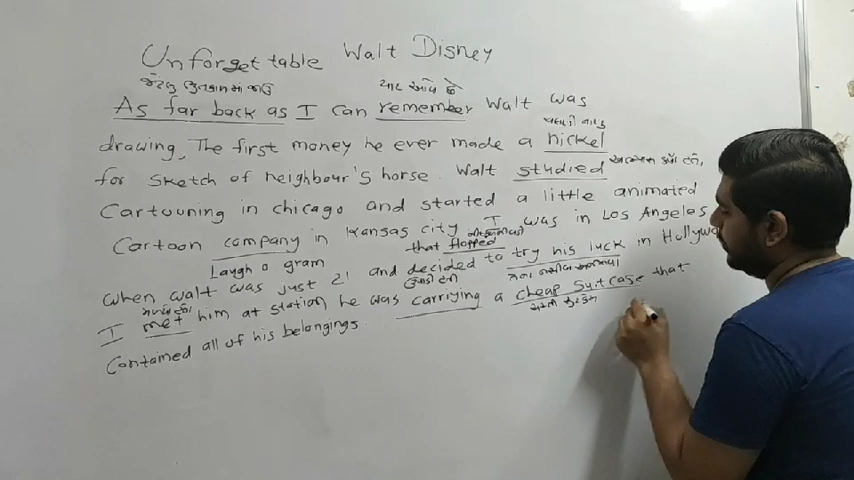 Unforgettable Walt Disney
યાદ આવે છે
As far back as I can remember Walt was
drawing, The first money he ever made a nickel
for sketch of neighbour's horse. Walt studied
Cartouning in chicago and started a little animated
Cartoon company in Kansas city that flopped I was in Los Angeles
Laugh o gram
when walt was just 21 and decided to try his luck in Hollywo
I met him at station he was carrying a cheap Suitcase that
Contained all of his belongings.